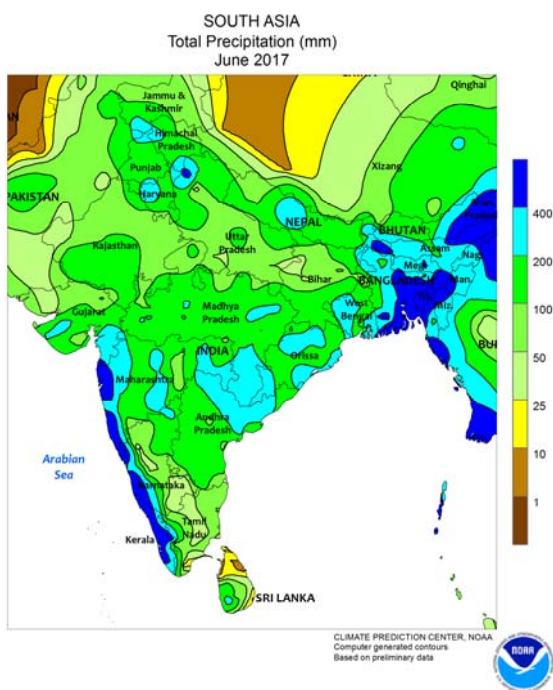 SOUTH ASIA
Total Precipitation (mm)
June 2017
Jammu &
Kashmir
Qinghai
Himachal
Pradesh
Punjab
Xizang
Haryana
PAKISTAN
NEPAL
BHUTAN
Rajasthan
Uttar
Pradesh
Assam
Nag.
Bihar
BANGLADESH
Man.
Gujarat
Madhya
Pradesh
West
Bengal
Miz.
INDIA
Orissa
Maharashtra
Andhra
Pradesh
Arabian
Sea
Karnataka
Tamil
Nadu
Kerala
SRI LANKA
400
200
100
50
25
10
1
CLIMATE PREDICTION CENTER, NOAA
Computer generated contours
Based on preliminary data
NOAA